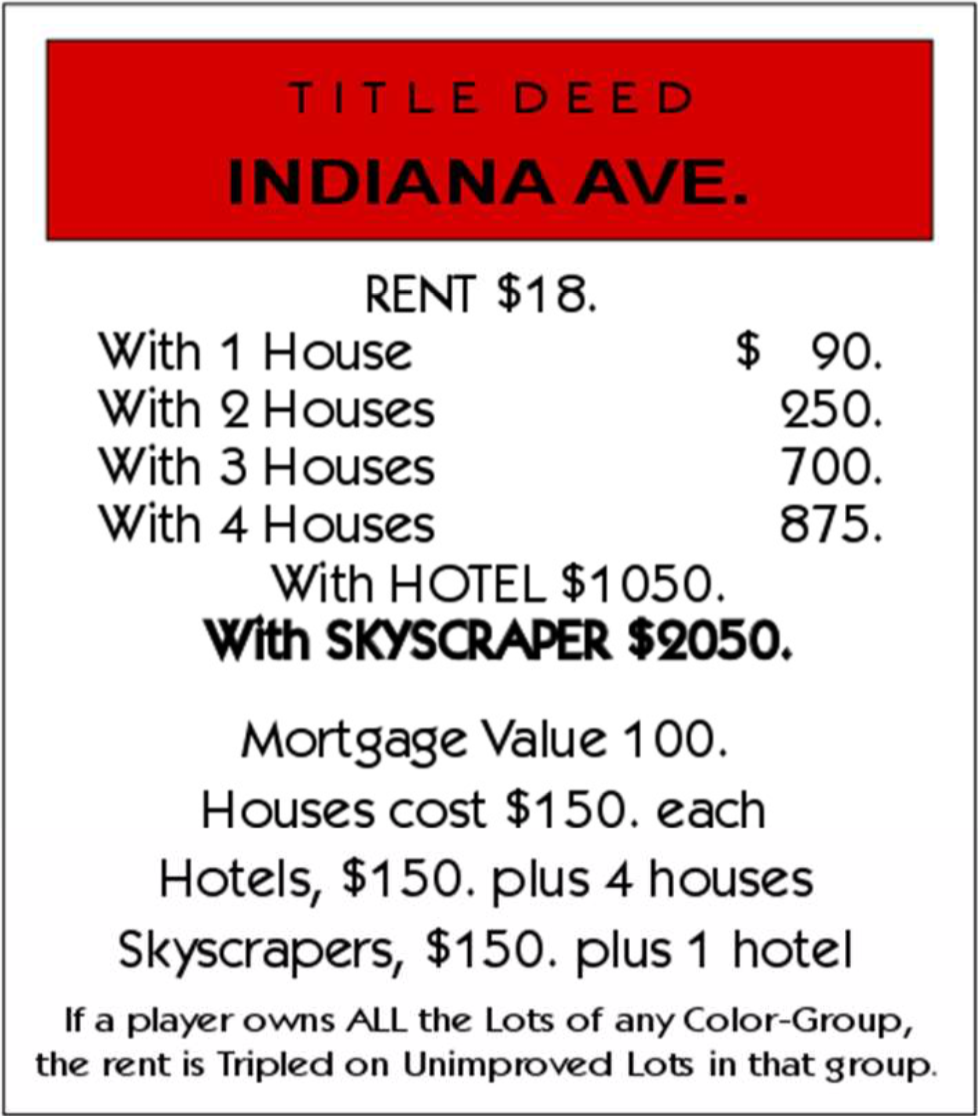 TITLE DEED
INDIANA AVE.
RENT $18.
With 1 House $ 90.
With 2 Houses 250.
With 3 Houses 700.
With 4 Houses 875.
With HOTEL $1050.
With SKYSCRAPER $2050.
Mortgage Value 100.
Houses cost $150. each
Hotels, $150. plus 4 houses
Skyscrapers, $150. plus 1 hotel
If a player owns ALL the Lots of any Color-Group,
the rent is Tripled on Unimproved Lots in that group.